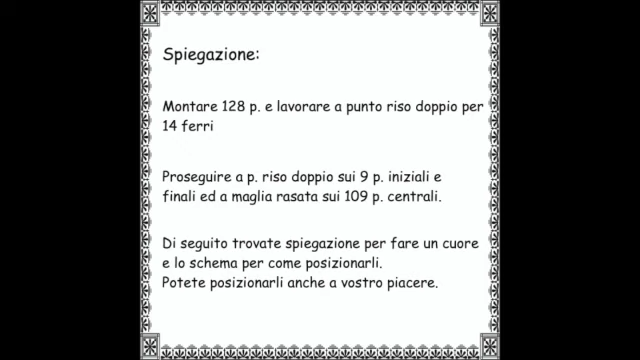 Spiegazione:
Montare 128 p. e lavorare a punto riso doppio per
14 ferri
Proseguire a p. riso doppio sui 9 p. iniziali e
finali ed a maglia rasata sui 109 p. centrali.
Di seguito trovate spiegazione per fare un cuore
e lo schema per come posizionarli.
Potete posizionarli anche a vostro piacere.